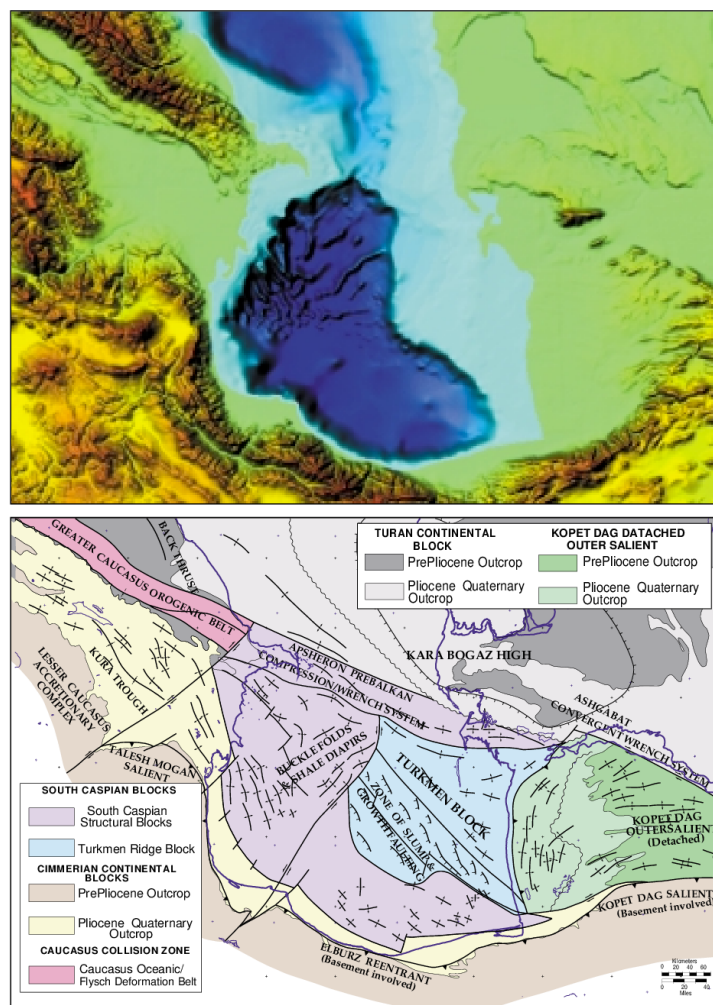 TURAN CONTINENTAL
BLOCK
PrePliocene Outcrop
Pliocene Quaternary
Outcrop
KOPET DAG DATACHED
OUTER SALIENT
PrePliocene Outcrop
Pliocene Quaternary
Outcrop
GREATER CAUCASUS OROGENIC BELT
BACK THRUST
KARA BOGAZ HIGH
APSHERON PREBALKAN
COMPRESSION/WRENCH SYSTEM
ASHGABAT
CONVERGENT WRENCH SYSTEM
LESSER CAUCASUS
ACCRETIONARY
COMPLEX
KURA TROUGH
TALESH MOGAN
SALIENT
BUCKLE FOLDS
& SHALE DIAPIRS
TURKMEN BLOCK
ZONE OF SLUMP &
GROWTH FAULTING
KOPET DAG
OUTERSALIENT
(Detached)
KOPET DAG SALIENT
(Basement involved)
ELBURZ REENTRANT
(Basement involved)
SOUTH CASPIAN BLOCKS
South Caspian
Structural Blocks
Turkmen Ridge Block
CIMMERIAN CONTINENTAL
BLOCKS
PrePliocene Outcrop
Pliocene Quaternary
Outcrop
CAUCASUS COLLISION ZONE
Caucasus Oceanic/
Flysch Deformation Belt
Kilometers
0 20 40 60
0 20 40
Miles